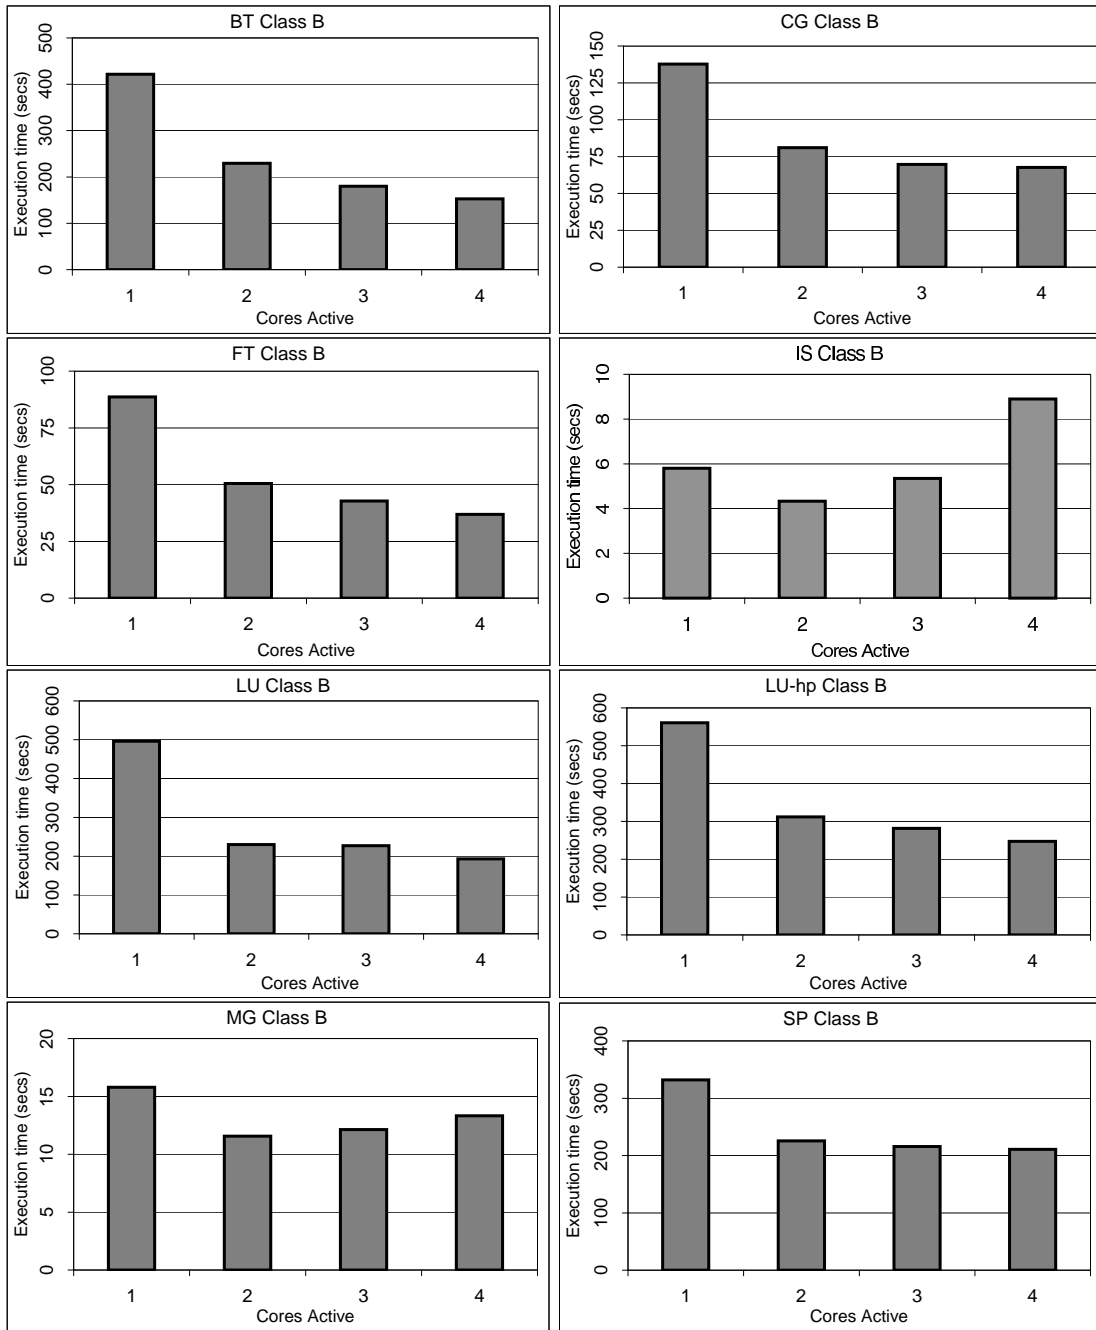 BT Class B
Execution time (secs)
500
400
300
200
100
0
1 2 3 4
Cores Active
CG Class B
Execution time (secs)
150
125
100
75
50
25
0
1 2 3 4
Cores Active
FT Class B
Execution time (secs)
100
75
50
25
0
1 2 3 4
Cores Active
IS Class B
Execution time (secs)
10
8
6
4
2
0
1 2 3 4
Cores Active
LU Class B
Execution time (secs)
600
500
400
300
200
100
0
1 2 3 4
Cores Active
LU-hp Class B
Execution time (secs)
600
500
400
300
200
100
0
1 2 3 4
Cores Active
MG Class B
Execution time (secs)
20
15
10
5
0
1 2 3 4
Cores Active
SP Class B
Execution time (secs)
400
300
200
100
0
1 2 3 4
Cores Active